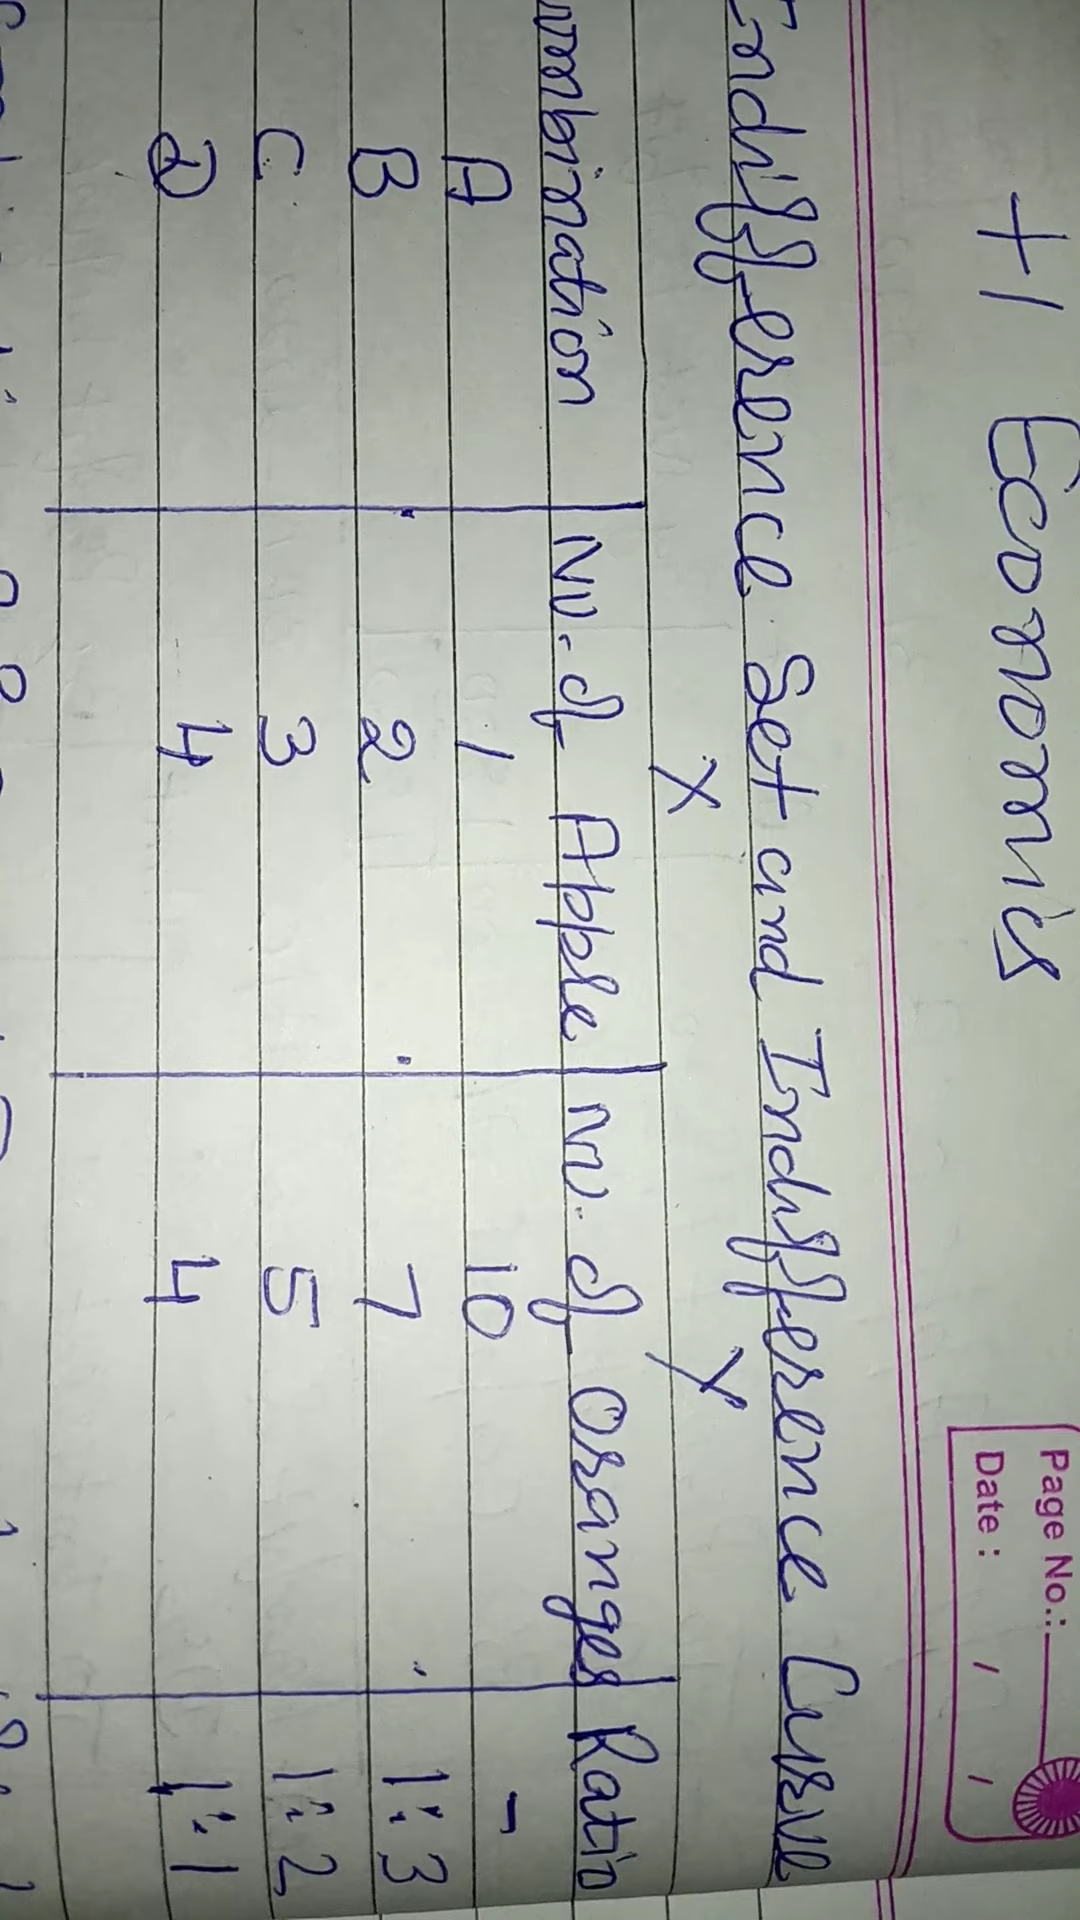 +1 Economics
Page No.:
Date : / /
Indifference Set and Indifference Curve
X Y
Combination No. of Apple No. of Oranges Ratio
A 1 10 -
B 2 7 1:3
C 3 5 1:2
D 4 4 1:1